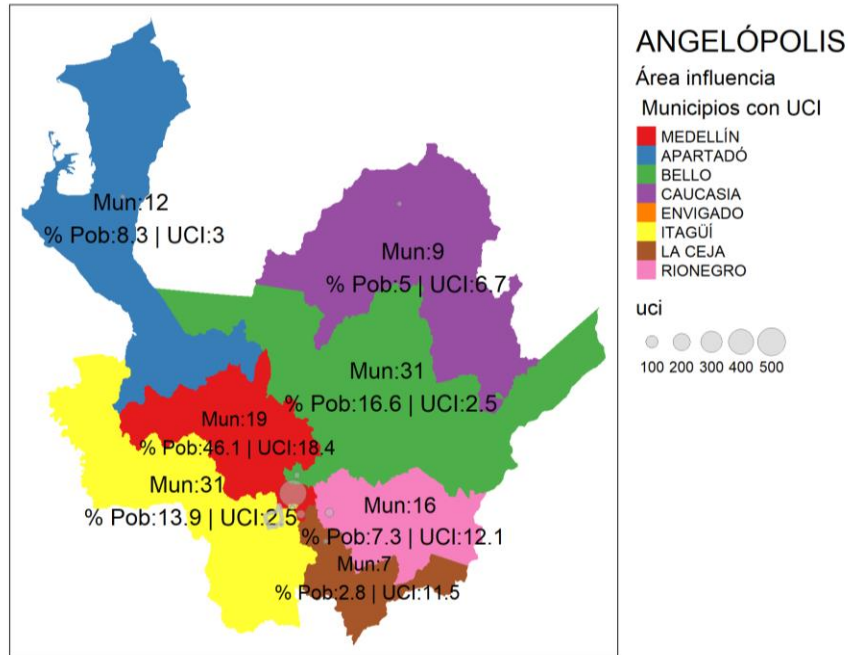 ANGELÓPOLIS
Área influencia
Municipios con UCI
MEDELLÍN
APARTADÓ
BELLO
CAUCASIA
ENVIGADO
ITAGÜÍ
LA CEJA
RIONEGRO
uci
100 200 300 400 500
Mun:12
% Pob:8.3 | UCI:3
Mun:9
% Pob:5 | UCI:6.7
Mun:31
% Pob:16.6 | UCI:2.5
Mun:19
% Pob:46.1 | UCI:18.4
Mun:31
% Pob:13.9 | UCI:2.5
Mun:16
% Pob:7.3 | UCI:12.1
Mun:7
% Pob:2.8 | UCI:11.5